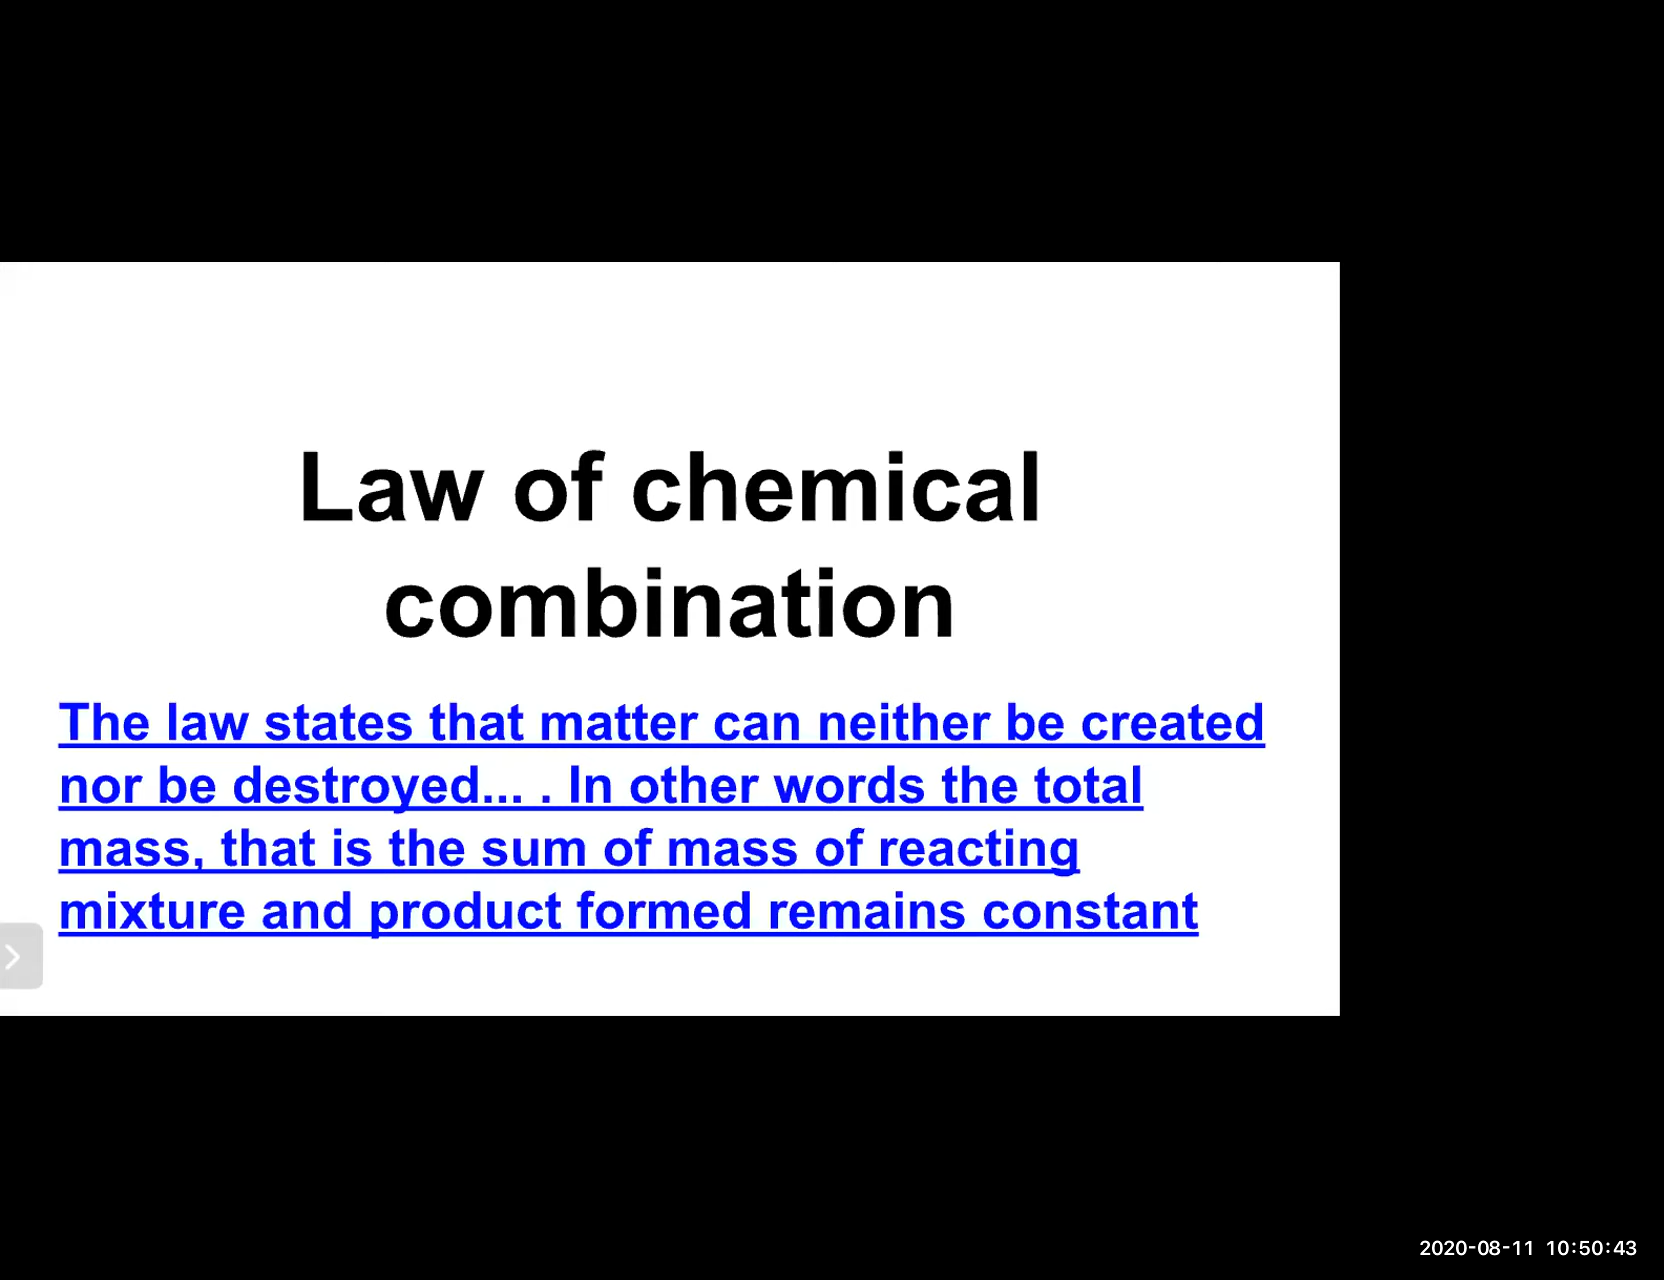 Law of chemical
combination
The law states that matter can neither be created
nor be destroyed... . In other words the total
mass, that is the sum of mass of reacting
mixture and product formed remains constant
2020-08-11 10:50:43